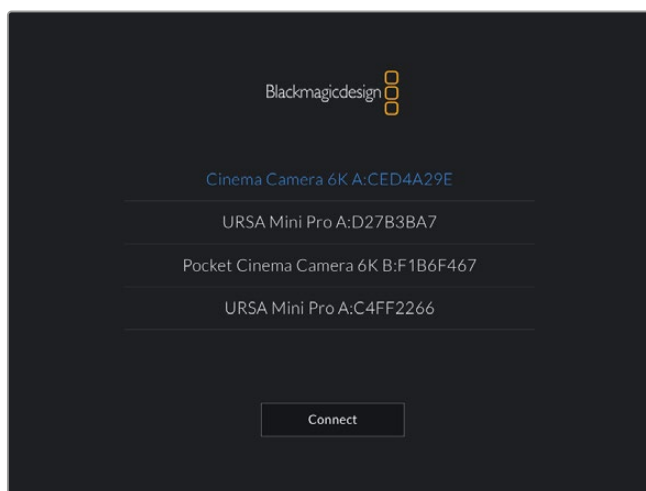 Blackmagicdesign
Cinema Camera 6K A:CED4A29E
URSA Mini Pro A:D27B3BA7
Pocket Cinema Camera 6K B:F1B6F467
URSA Mini Pro A:C4FF2266
Connect